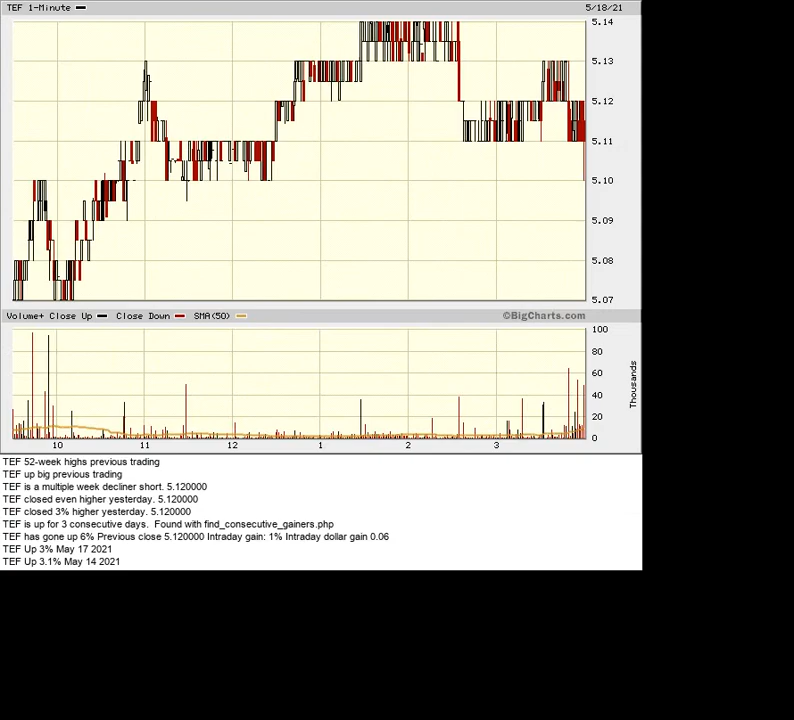 TEF 1-Minute 5/18/21
5.14
5.13
5.12
5.11
5.10
5.09
5.08
5.07
Volume+ Close Up Close Down SMA(50) ©BigCharts.com
100
80
60
40
20
0
Thousands
10 11 12 1 2 3
TEF 52-week highs previous trading
TEF up big previous trading
TEF is a multiple week decliner short. 5.120000
TEF closed even higher yesterday. 5.120000
TEF closed 3% higher yesterday. 5.120000
TEF is up for 3 consecutive days.  Found with find_consecutive_gainers.php
TEF has gone up 6% Previous close 5.120000 Intraday gain: 1% Intraday dollar gain 0.06
TEF Up 3% May 17 2021
TEF Up 3.1% May 14 2021